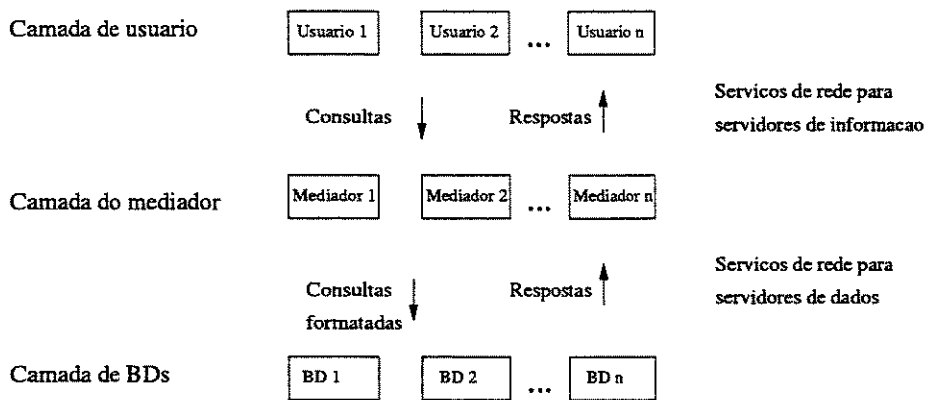 Camada de usuario
Usuario 1
Usuario 2
...
Usuario n
Consultas
Respostas
Servicos de rede para
servidores de informacao
Camada do mediador
Mediador 1
Mediador 2
...
Mediador n
Consultas
formatadas
Respostas
Servicos de rede para
servidores de dados
Camada de BDs
BD 1
BD 2
...
BD n